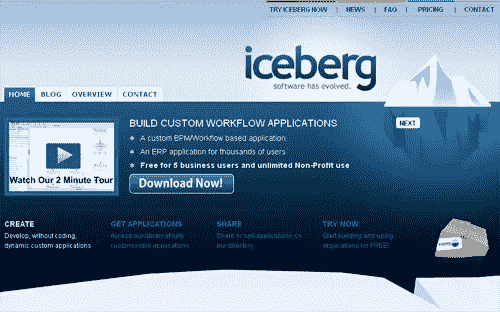 TRY ICEBERG NOW | NEWS | FAQ | PRICING | CONTACT
iceberg
software has evolved.
HOME BLOG OVERVIEW CONTACT
BUILD CUSTOM WORKFLOW APPLICATIONS
NEXT
A custom BPM/Workflow based application
An ERP application for thousands of users
Free for 5 business users and unlimited Non-Profit use
Watch Our 2 Minute Tour
Download Now!
CREATE
Develop, without coding,
dynamic custom applications
GET APPLICATIONS
Access our library of fully
customizable applications
SHARE
Share or sell applications on
our directory
TRY NOW
Start building and using
applications for FREE!